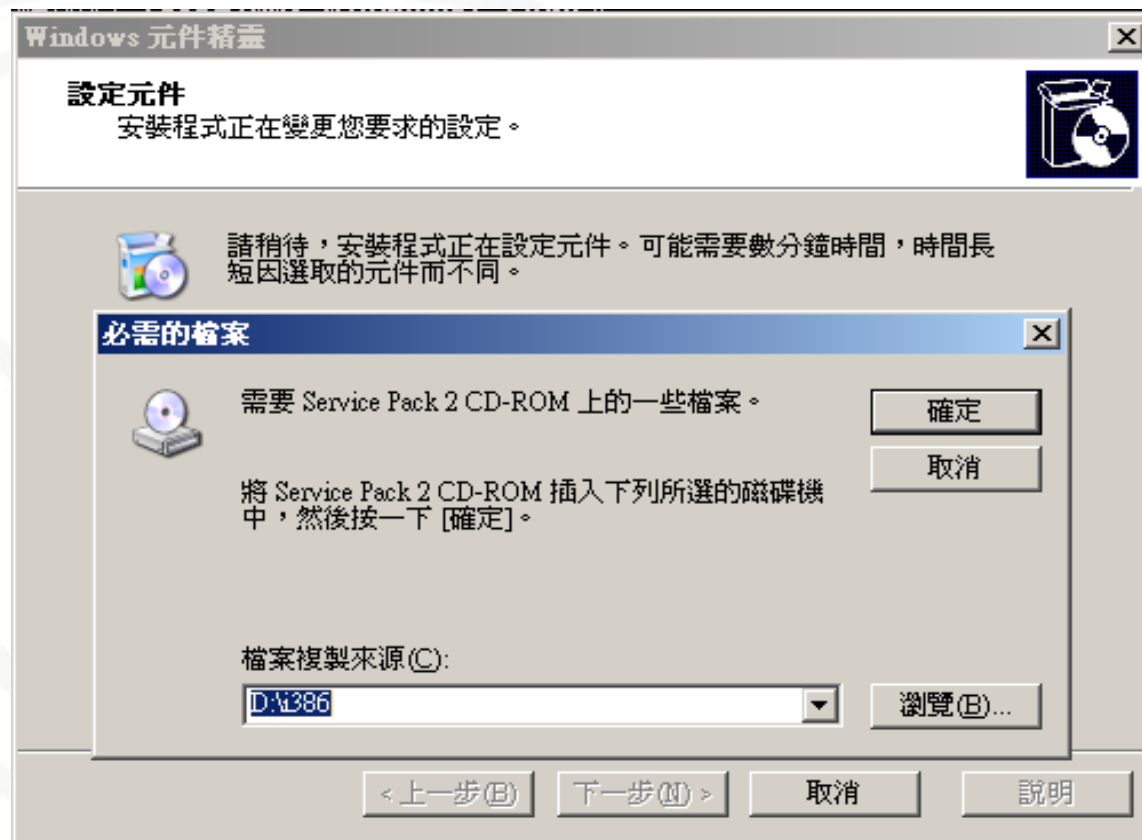 Windows 元件精靈
設定元件
安裝程式正在變更您要求的設定。
請稍待，安裝程式正在設定元件。可能需要數分鐘時間，時間長
短因選取的元件而不同。
必需的檔案
需要 Service Pack 2 CD-ROM 上的一些檔案。
確定
取消
將 Service Pack 2 CD-ROM 插入下列所選的磁碟機
中，然後按一下 [確定]。
檔案複製來源(C):
D:\i386
瀏覽(B)...
< 上一步(B)
下一步(N) >
取消
說明